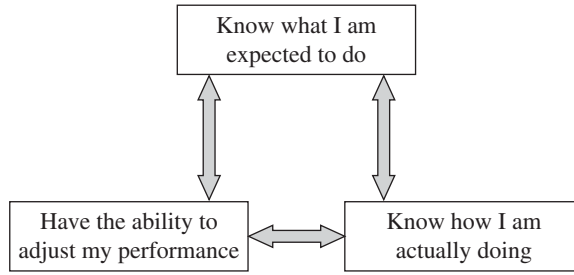 Know what I am
expected to do
Have the ability to
adjust my performance
Know how I am
actually doing